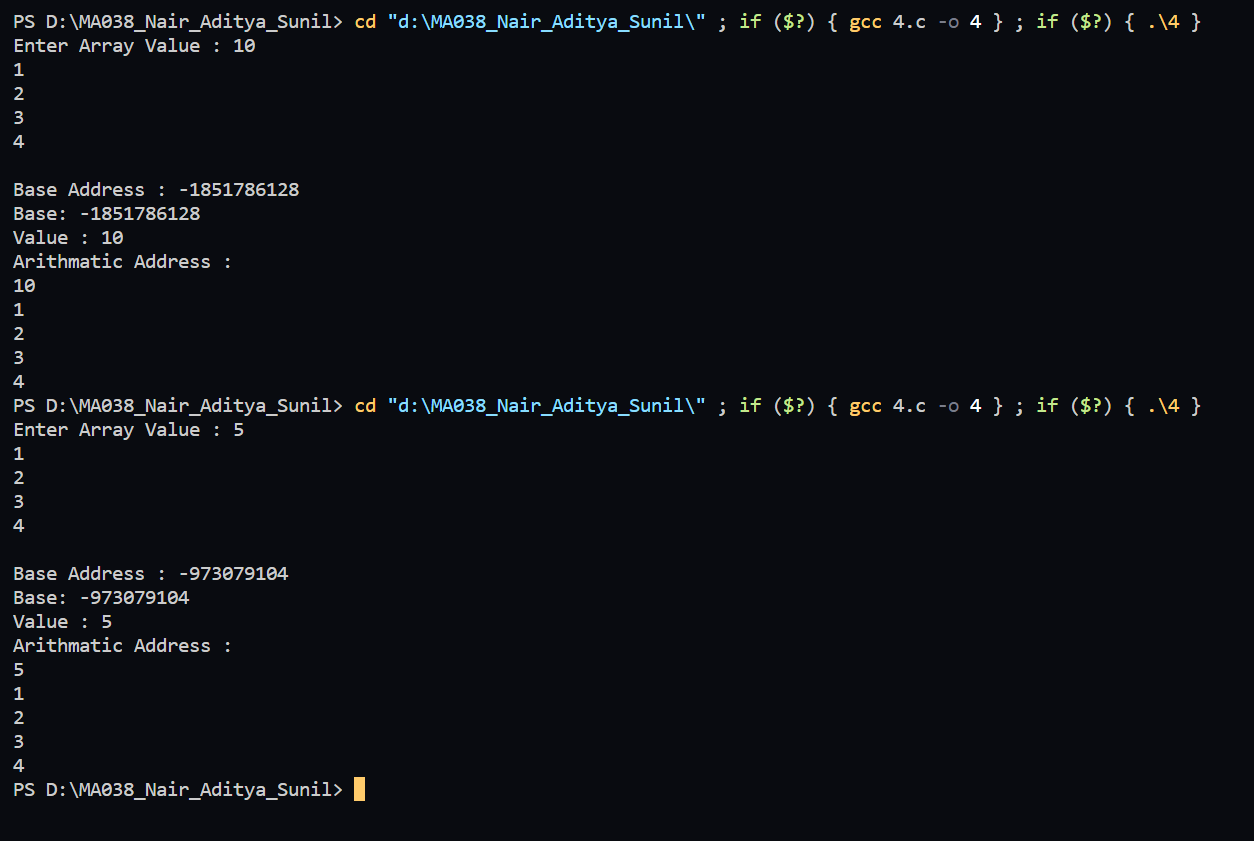 PS D:\MA038_Nair_Aditya_Sunil> cd "d:\MA038_Nair_Aditya_Sunil\" ; if ($?) { gcc 4.c -o 4 } ; if ($?) { .\4 }
Enter Array Value : 10
1
2
3
4
Base Address : -1851786128
Base: -1851786128
Value : 10
Arithmatic Address :
10
1
2
3
4
PS D:\MA038_Nair_Aditya_Sunil> cd "d:\MA038_Nair_Aditya_Sunil\" ; if ($?) { gcc 4.c -o 4 } ; if ($?) { .\4 }
Enter Array Value : 5
1
2
3
4
Base Address : -973079104
Base: -973079104
Value : 5
Arithmatic Address :
5
1
2
3
4
PS D:\MA038_Nair_Aditya_Sunil>